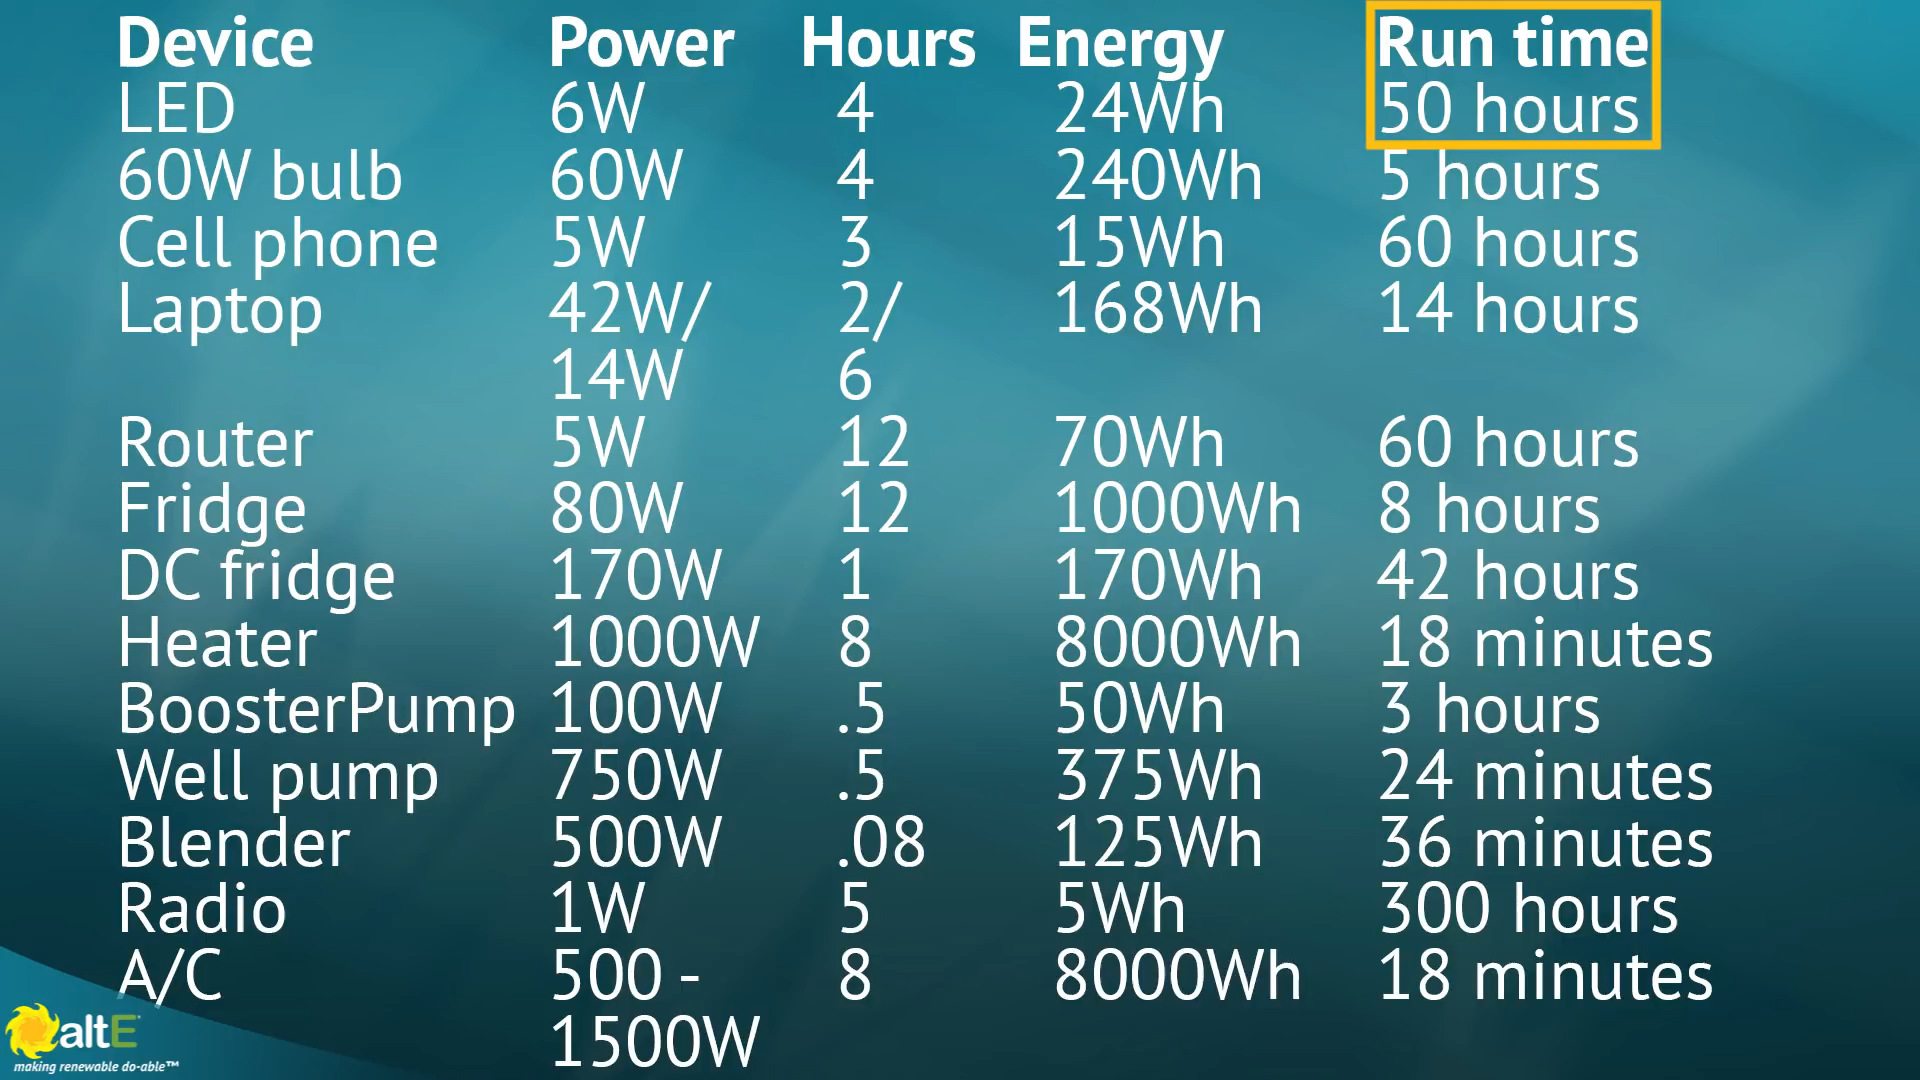 Device Power Hours Energy Run time
LED 6W 4 24Wh 50 hours
60W bulb 60W 4 240Wh 5 hours
Cell phone 5W 3 15Wh 60 hours
Laptop 42W/ 2/ 168Wh 14 hours
14W 6
Router 5W 12 70Wh 60 hours
Fridge 80W 12 1000Wh 8 hours
DC fridge 170W 1 170Wh 42 hours
Heater 1000W 8 8000Wh 18 minutes
BoosterPump 100W .5 50Wh 3 hours
Well pump 750W .5 375Wh 24 minutes
Blender 500W .08 125Wh 36 minutes
Radio 1W 5 5Wh 300 hours
A/C 500 - 8 8000Wh 18 minutes
1500W
altE
making renewable do-able™